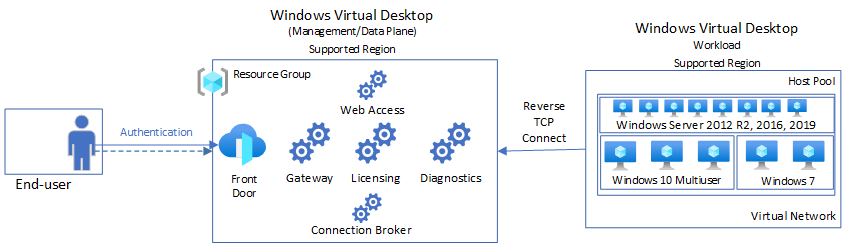 Windows Virtual Desktop
(Management/Data Plane)
Supported Region
Windows Virtual Desktop
Workload
Supported Region
Resource Group
Web Access
Host Pool
Windows Server 2012 R2, 2016, 2019
Reverse
TCP
Connect
Authentication
End-user
Front
Door
Gateway
Licensing
Diagnostics
Connection Broker
Windows 10 Multiuser
Windows 7
Virtual Network